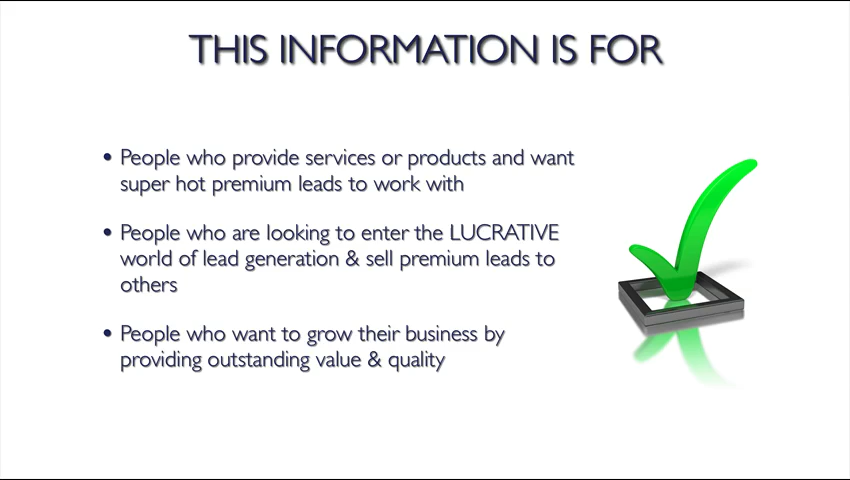 THIS INFORMATION IS FOR
• People who provide services or products and want
super hot premium leads to work with
• People who are looking to enter the LUCRATIVE
world of lead generation & sell premium leads to
others
• People who want to grow their business by
providing outstanding value & quality